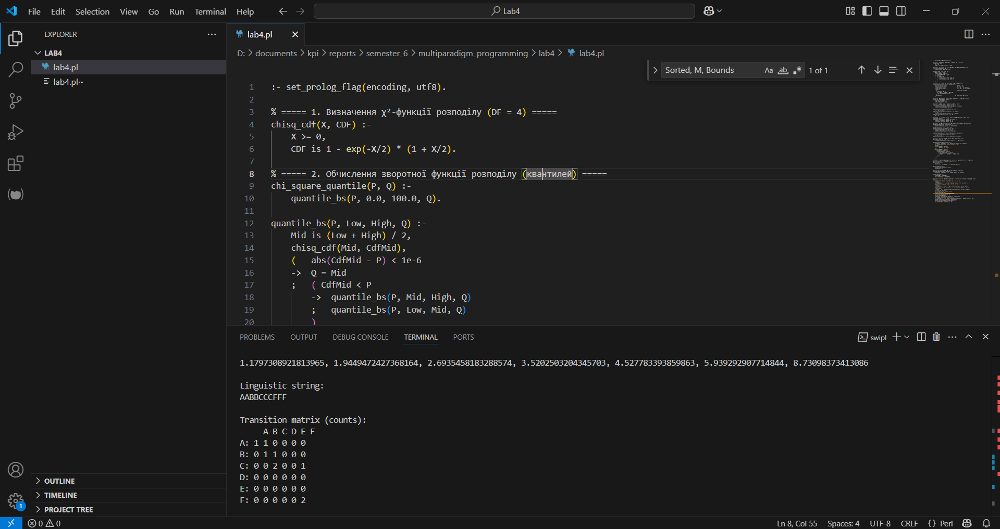 File Edit Selection View Go Run Terminal Help
Lab4
EXPLORER
LAB4
lab4.pl
lab4.pl~
OUTLINE
TIMELINE
PROJECT TREE
lab4.pl
D: > documents > kpi > reports > semester_6 > multiparadigm_programming > lab4 > lab4.pl
Sorted, M, Bounds Aa ab 1 of 1
1 :- set_prolog_flag(encoding, utf8).
2
3 % ===== 1. Визначення χ²-функції розподілу (DF = 4) =====
4 chisq_cdf(X, CDF) :-
5 X >= 0,
6 CDF is 1 - exp(-X/2) * (1 + X/2).
7
8 % ===== 2. Обчислення зворотної функції розподілу (квантилей) =====
9 chi_square_quantile(P, Q) :-
10 quantile_bs(P, 0.0, 100.0, Q).
11
12 quantile_bs(P, Low, High, Q) :-
13 Mid is (Low + High) / 2,
14 chisq_cdf(Mid, CdfMid),
15 ( abs(CdfMid - P) < 1e-6
16 -> Q = Mid
17 ; ( CdfMid < P
18 -> quantile_bs(P, Mid, High, Q)
19 ; quantile_bs(P, Low, Mid, Q)
20 )
PROBLEMS OUTPUT DEBUG CONSOLE TERMINAL PORTS
swipl
1.1797308921813965, 1.9449472427368164, 2.6935458183288574, 3.5202503204345703, 4.527783393859863, 5.939292907714844, 8.73098373413086
Linguistic string:
AABBCCCFFF
Transition matrix (counts):
A B C D E F
A: 1 1 0 0 0 0
B: 0 1 1 0 0 0
C: 0 0 2 0 0 1
D: 0 0 0 0 0 0
E: 0 0 0 0 0 0
F: 0 0 0 0 0 2
1
0 0
Ln 8, Col 55 Spaces: 4 UTF-8 CRLF {} Perl